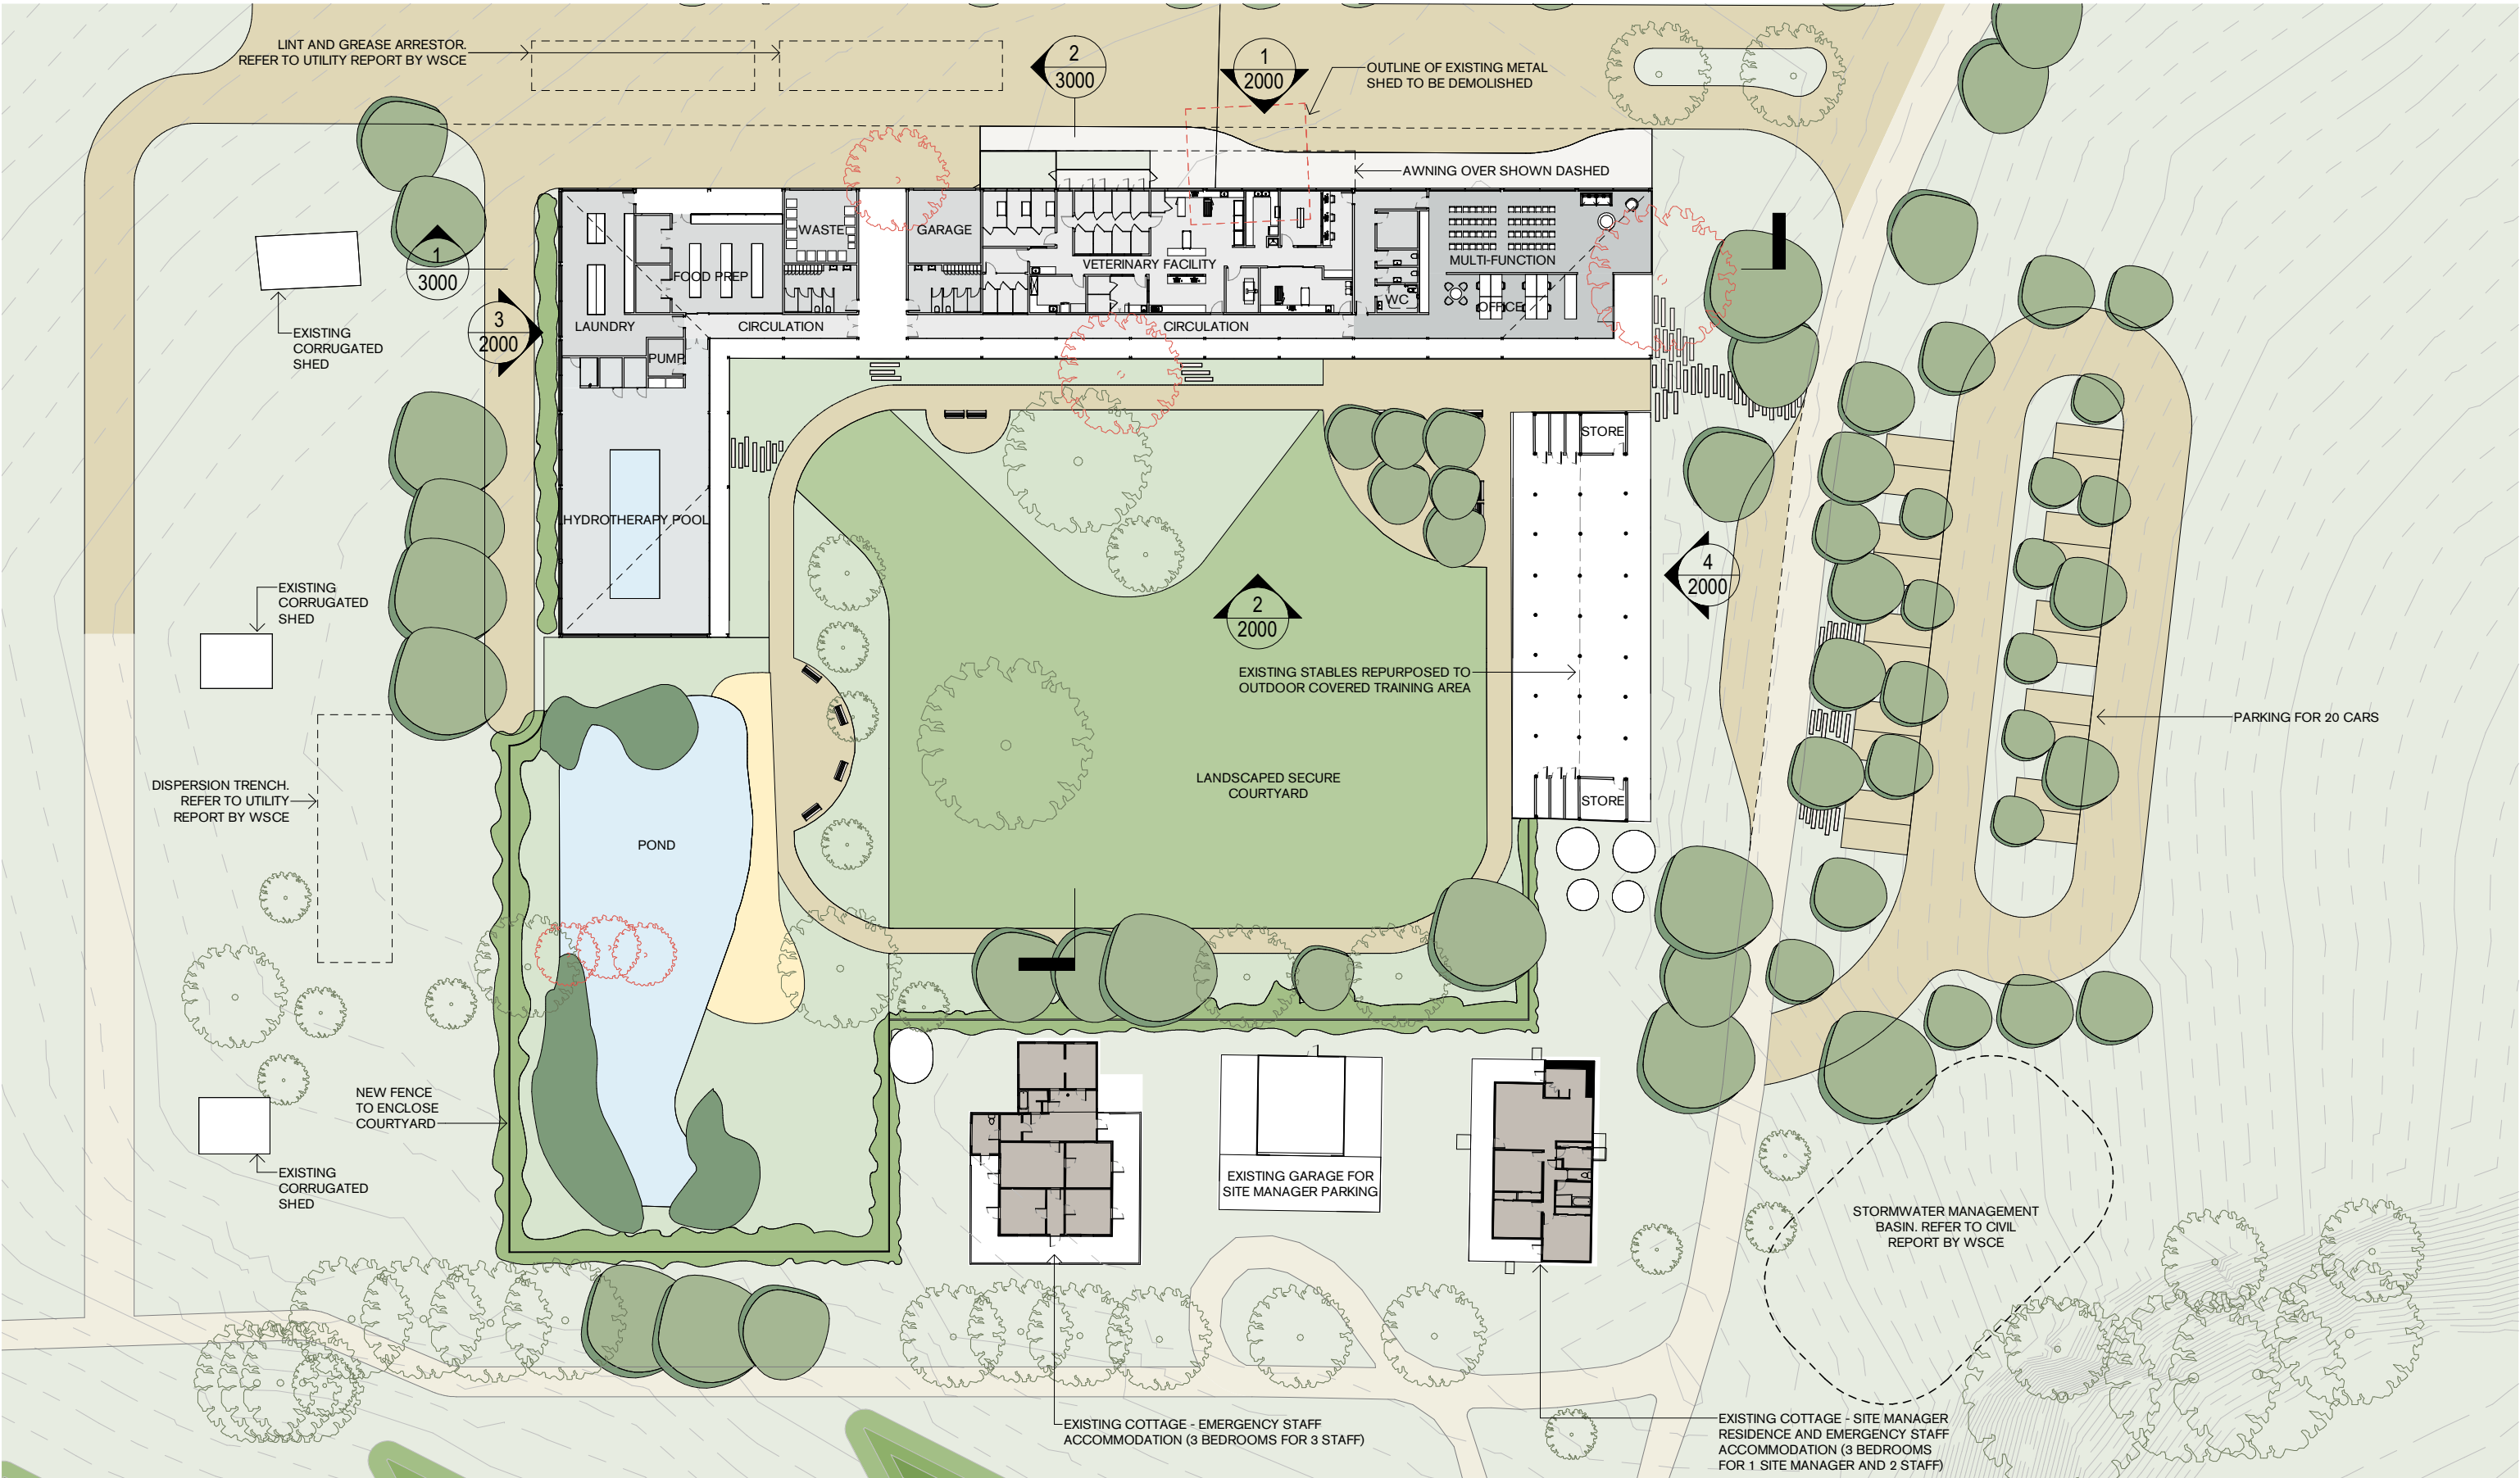 LINT AND GREASE ARRESTOR.
REFER TO UTILITY REPORT BY WSCE
2
3000
1
2000
OUTLINE OF EXISTING METAL
SHED TO BE DEMOLISHED
AWNING OVER SHOWN DASHED
1
3000
WASTE
GARAGE
FOOD PREP
VETERINARY FACILITY
MULTI-FUNCTION
WC
OFFICE
3
2000
LAUNDRY
CIRCULATION
CIRCULATION
PUMP
EXISTING
CORRUGATED
SHED
STORE
HYDROTHERAPY POOL
4
2000
2
2000
EXISTING
CORRUGATED
SHED
EXISTING STABLES REPURPOSED TO
OUTDOOR COVERED TRAINING AREA
PARKING FOR 20 CARS
LANDSCAPED SECURE
COURTYARD
STORE
DISPERSION TRENCH.
REFER TO UTILITY
REPORT BY WSCE
POND
NEW FENCE
TO ENCLOSE
COURTYARD
EXISTING
CORRUGATED
SHED
EXISTING GARAGE FOR
SITE MANAGER PARKING
STORMWATER MANAGEMENT
BASIN. REFER TO CIVIL
REPORT BY WSCE
EXISTING COTTAGE - EMERGENCY STAFF
ACCOMMODATION (3 BEDROOMS FOR 3 STAFF)
EXISTING COTTAGE - SITE MANAGER
RESIDENCE AND EMERGENCY STAFF
ACCOMMODATION (3 BEDROOMS
FOR 1 SITE MANAGER AND 2 STAFF)